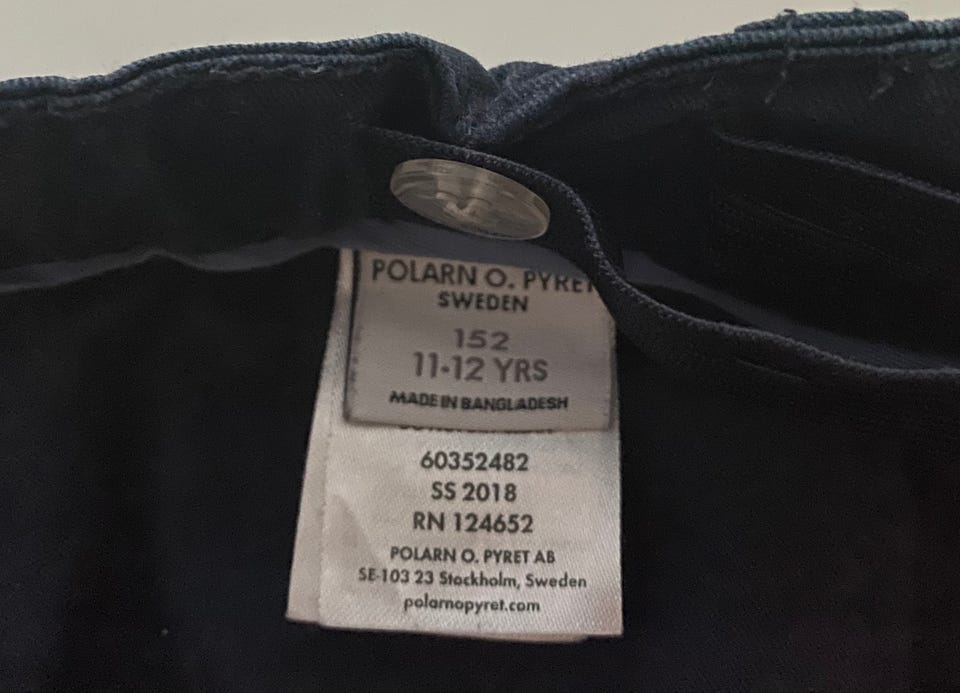 POLARN O. PYRET
SWEDEN
152
11-12 YRS
MADE IN BANGLADESH
60352482
SS 2018
RN 124652
POLARN O. PYRET AB
SE-103 23 Stockholm, Sweden
polarnopyret.com